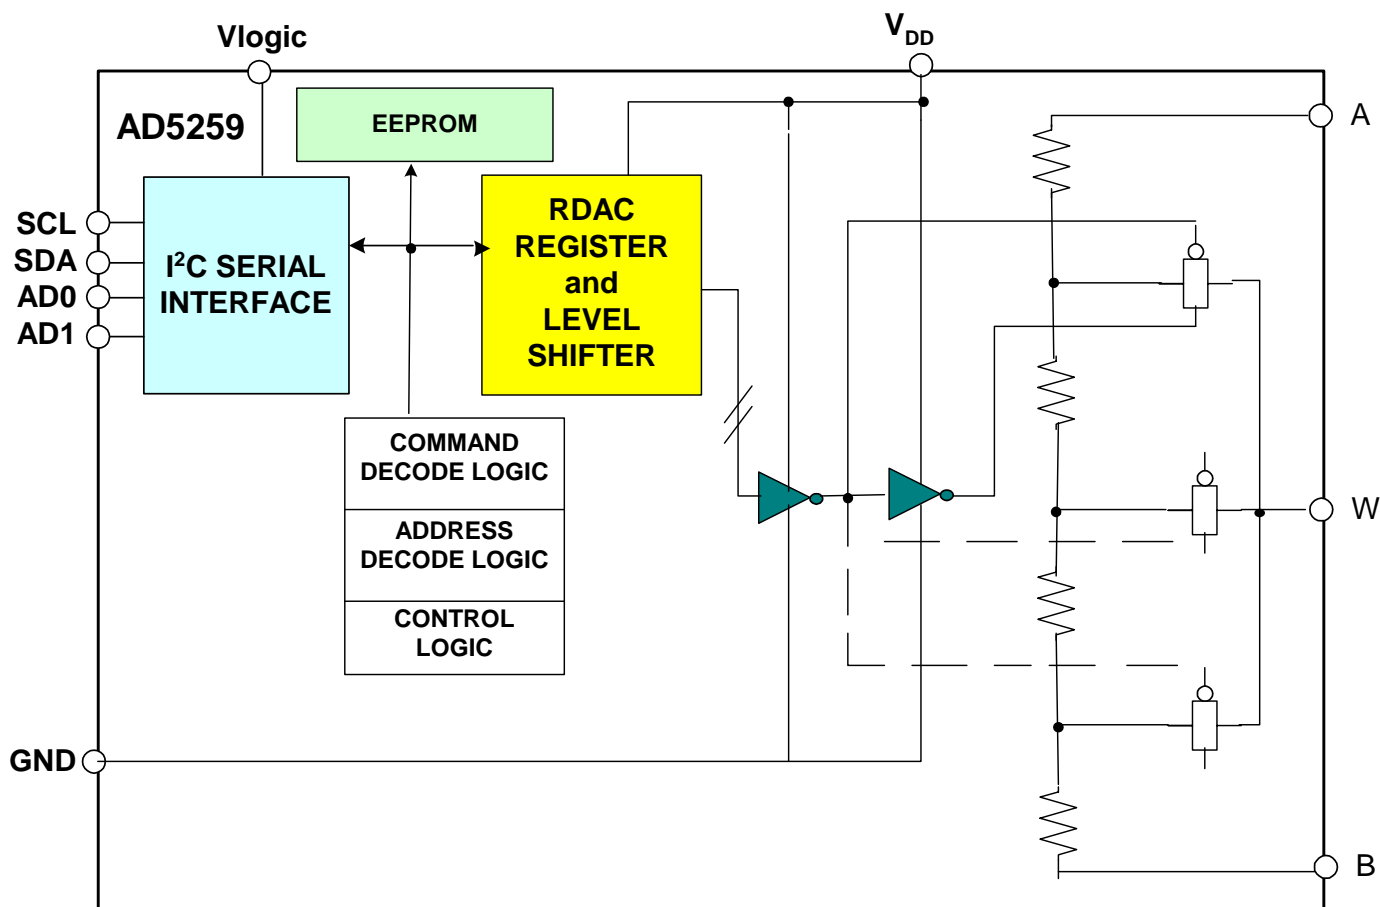 Vlogic
V_DD
AD5259
EEPROM
A
SCL
SDA
AD0
AD1
I²C SERIAL
INTERFACE
RDAC
REGISTER
and
LEVEL
SHIFTER
COMMAND
DECODE LOGIC
ADDRESS
DECODE LOGIC
CONTROL
LOGIC
W
GND
B